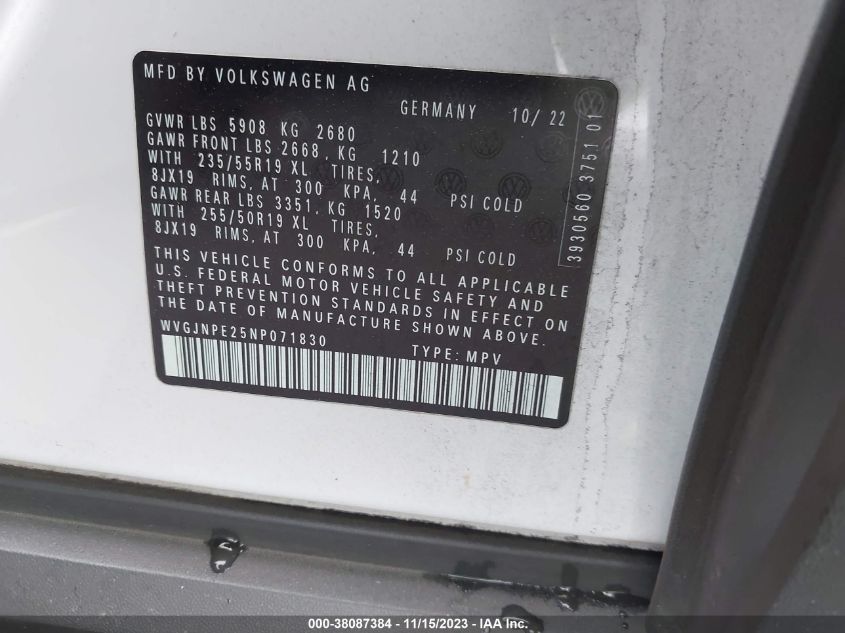 MFD BY VOLKSWAGEN AG
GERMANY 10/ 22
GVWR LBS 5908 KG 2680
GAWR FRONT LBS 2668, KG 1210
WITH 235/55R19 XL TIRES,
8JX19 RIMS, AT 300 KPA, 44 PSI COLD
GAWR REAR LBS 3351, KG 1520
WITH 255/50R19 XL TIRES,
8JX19 RIMS, AT 300 KPA, 44 PSI COLD
THIS VEHICLE CONFORMS TO ALL APPLICABLE
U.S. FEDERAL MOTOR VEHICLE SAFETY AND
THEFT PREVENTION STANDARDS IN EFFECT ON
THE DATE OF MANUFACTURE SHOWN ABOVE.
WVGJNPE25NP071830 TYPE: MPV
3930560 3751 01
000-38087384 - 11/15/2023 - IAA Inc.